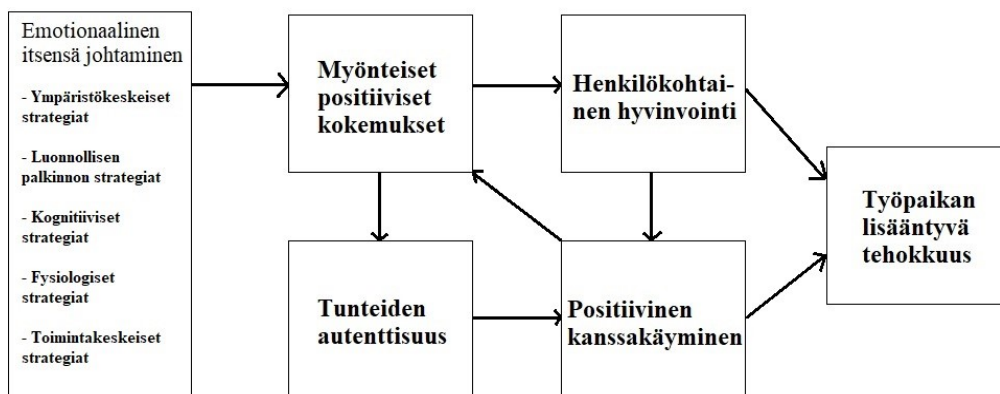 Emotionaalinen
itsensä johtaminen
- Ympäristökeskeiset
strategiat
- Luonnollisen
palkinnon strategiat
- Kognitiiviset
strategiat
- Fysiologiset
strategiat
- Toimintakeskeiset
strategiat
Myönteiset
positiiviset
kokemukset
Henkilökohtai-
nen hyvinvointi
Tunteiden
autenttisuus
Positiivinen
kanssakäyminen
Työpaikan
lisääntyvä
tehokkuus